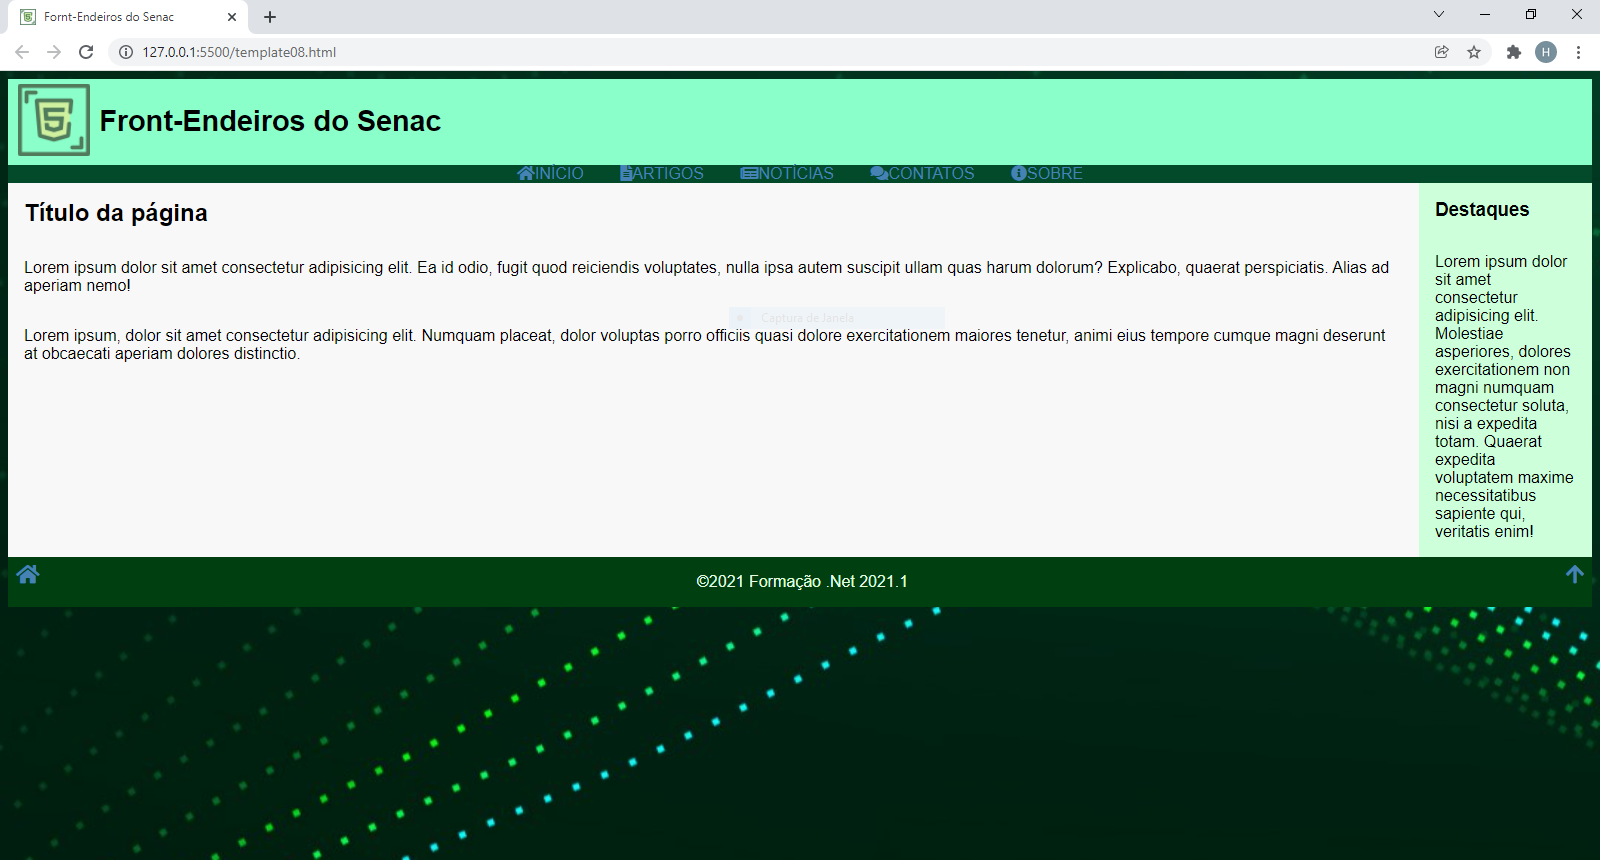 Fornt-Endeiros do Senac
127.0.0.1:5500/template08.html
H
5
Front-Endeiros do Senac
INÍCIO ARTIGOS NOTÍCIAS CONTATOS SOBRE
Título da página
Lorem ipsum dolor sit amet consectetur adipisicing elit. Ea id odio, fugit quod reiciendis voluptates, nulla ipsa autem suscipit ullam quas harum dolorum? Explicabo, quaerat perspiciatis. Alias ad
aperiam nemo!
Captura de Janela
Lorem ipsum, dolor sit amet consectetur adipisicing elit. Numquam placeat, dolor voluptas porro officiis quasi dolore exercitationem maiores tenetur, animi eius tempore cumque magni deserunt
at obcaecati aperiam dolores distinctio.
Destaques
Lorem ipsum dolor
sit amet
consectetur
adipisicing elit.
Molestiae
asperiores, dolores
exercitationem non
magni numquam
consectetur soluta,
nisi a expedita
totam. Quaerat
expedita
voluptatem maxime
necessitatibus
sapiente qui,
veritatis enim!
©2021 Formação .Net 2021.1